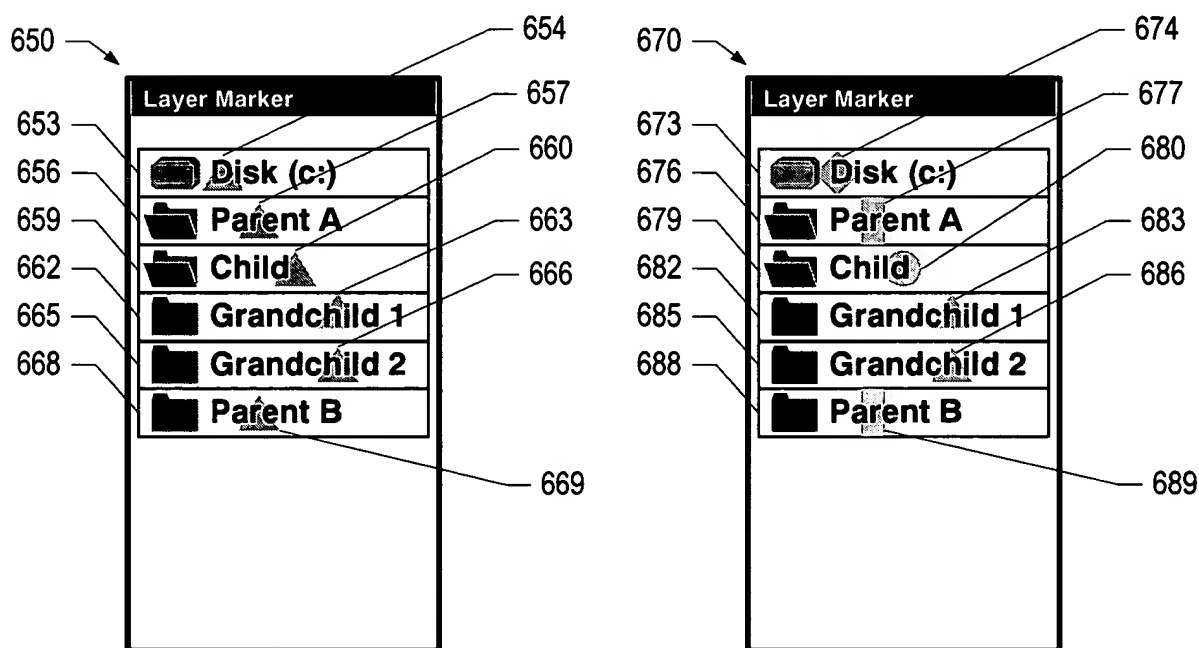 650
654
Layer Marker
657
653
Disk (c:)
660
656
Parent A
663
659
Child
666
662
Grandchild 1
665
Grandchild 2
668
Parent B
669
670
674
Layer Marker
677
673
Disk (c:)
680
676
Parent A
683
679
Child
686
682
Grandchild 1
685
Grandchild 2
688
Parent B
689